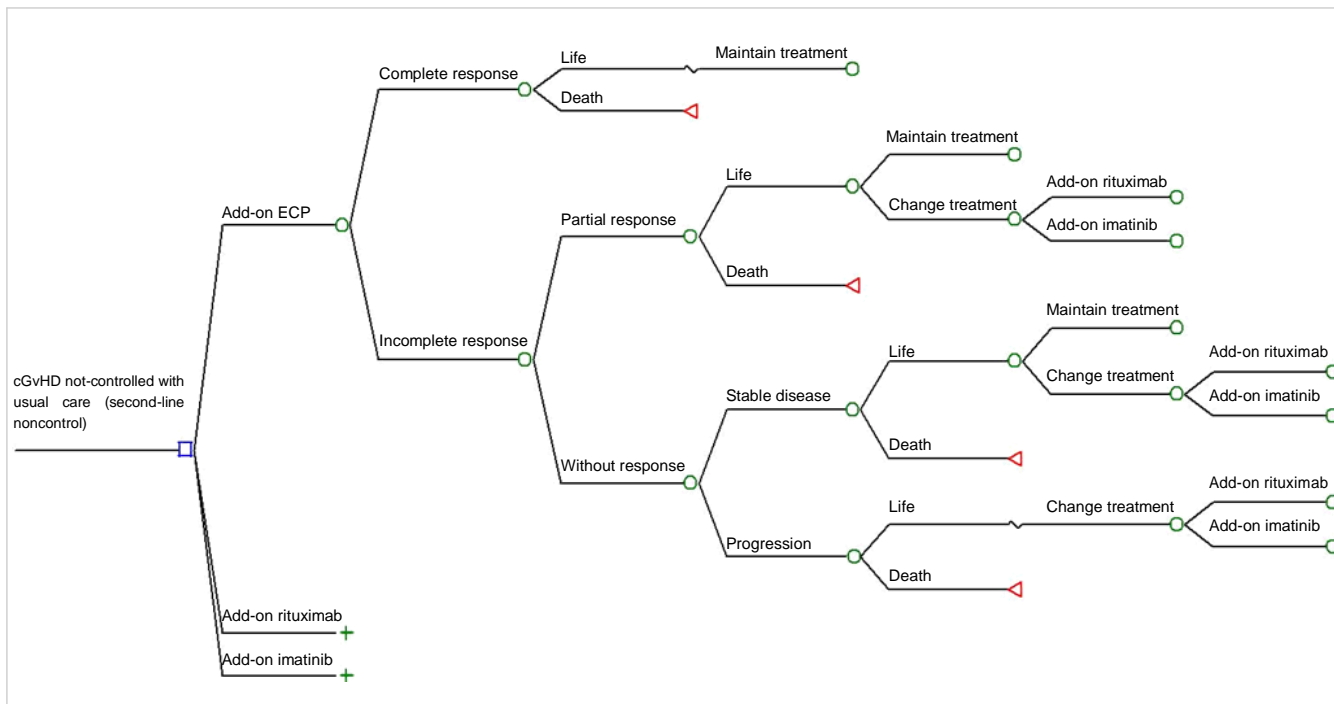 Life
Maintain treatment
Complete response
Death
Maintain treatment
Life
Add-on rituximab
Change treatment
Add-on ECP
Partial response
Add-on imatinib
Death
Maintain treatment
Incomplete response
Life
Add-on rituximab
Change treatment
cGvHD not-controlled with
usual care (second-line
noncontrol)
Stable disease
Add-on imatinib
Death
Without response
Add-on rituximab
Life
Change treatment
Add-on imatinib
Progression
Death
Add-on rituximab
Add-on imatinib